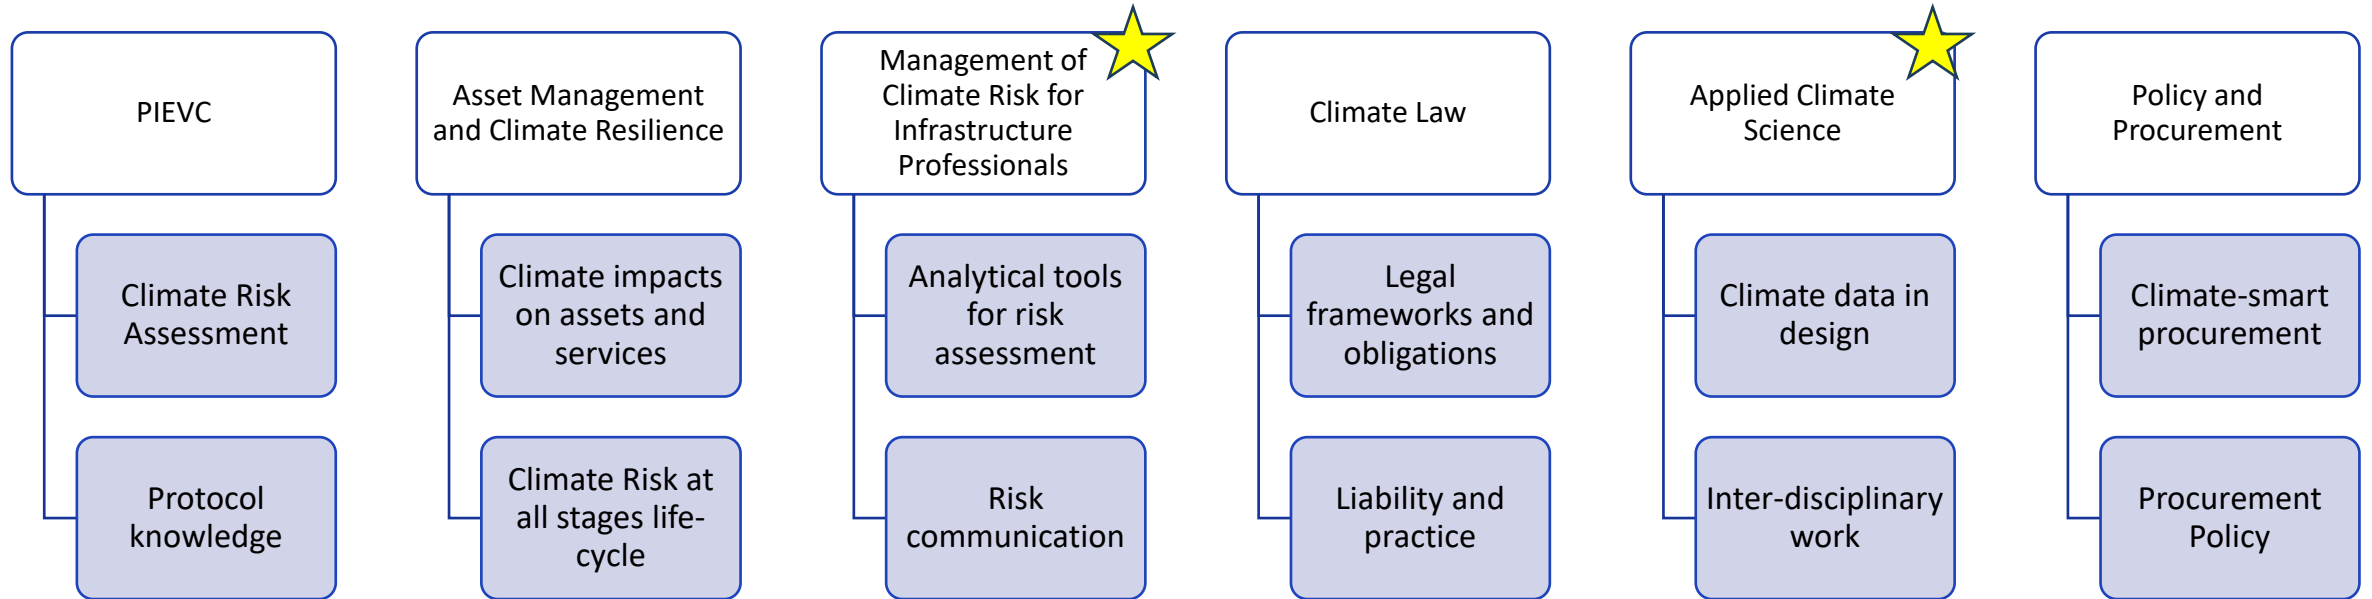 PIEVC
Climate Risk
Assessment
Protocol
knowledge
Asset Management
and Climate Resilience
Climate impacts
on assets and
services
Climate Risk at
all stages life-
cycle
Management of
Climate Risk for
Infrastructure
Professionals
Analytical tools
for risk
assessment
Risk
communication
Climate Law
Legal
frameworks and
obligations
Liability and
practice
Applied Climate
Science
Climate data in
design
Inter-disciplinary
work
Policy and
Procurement
Climate-smart
procurement
Procurement
Policy